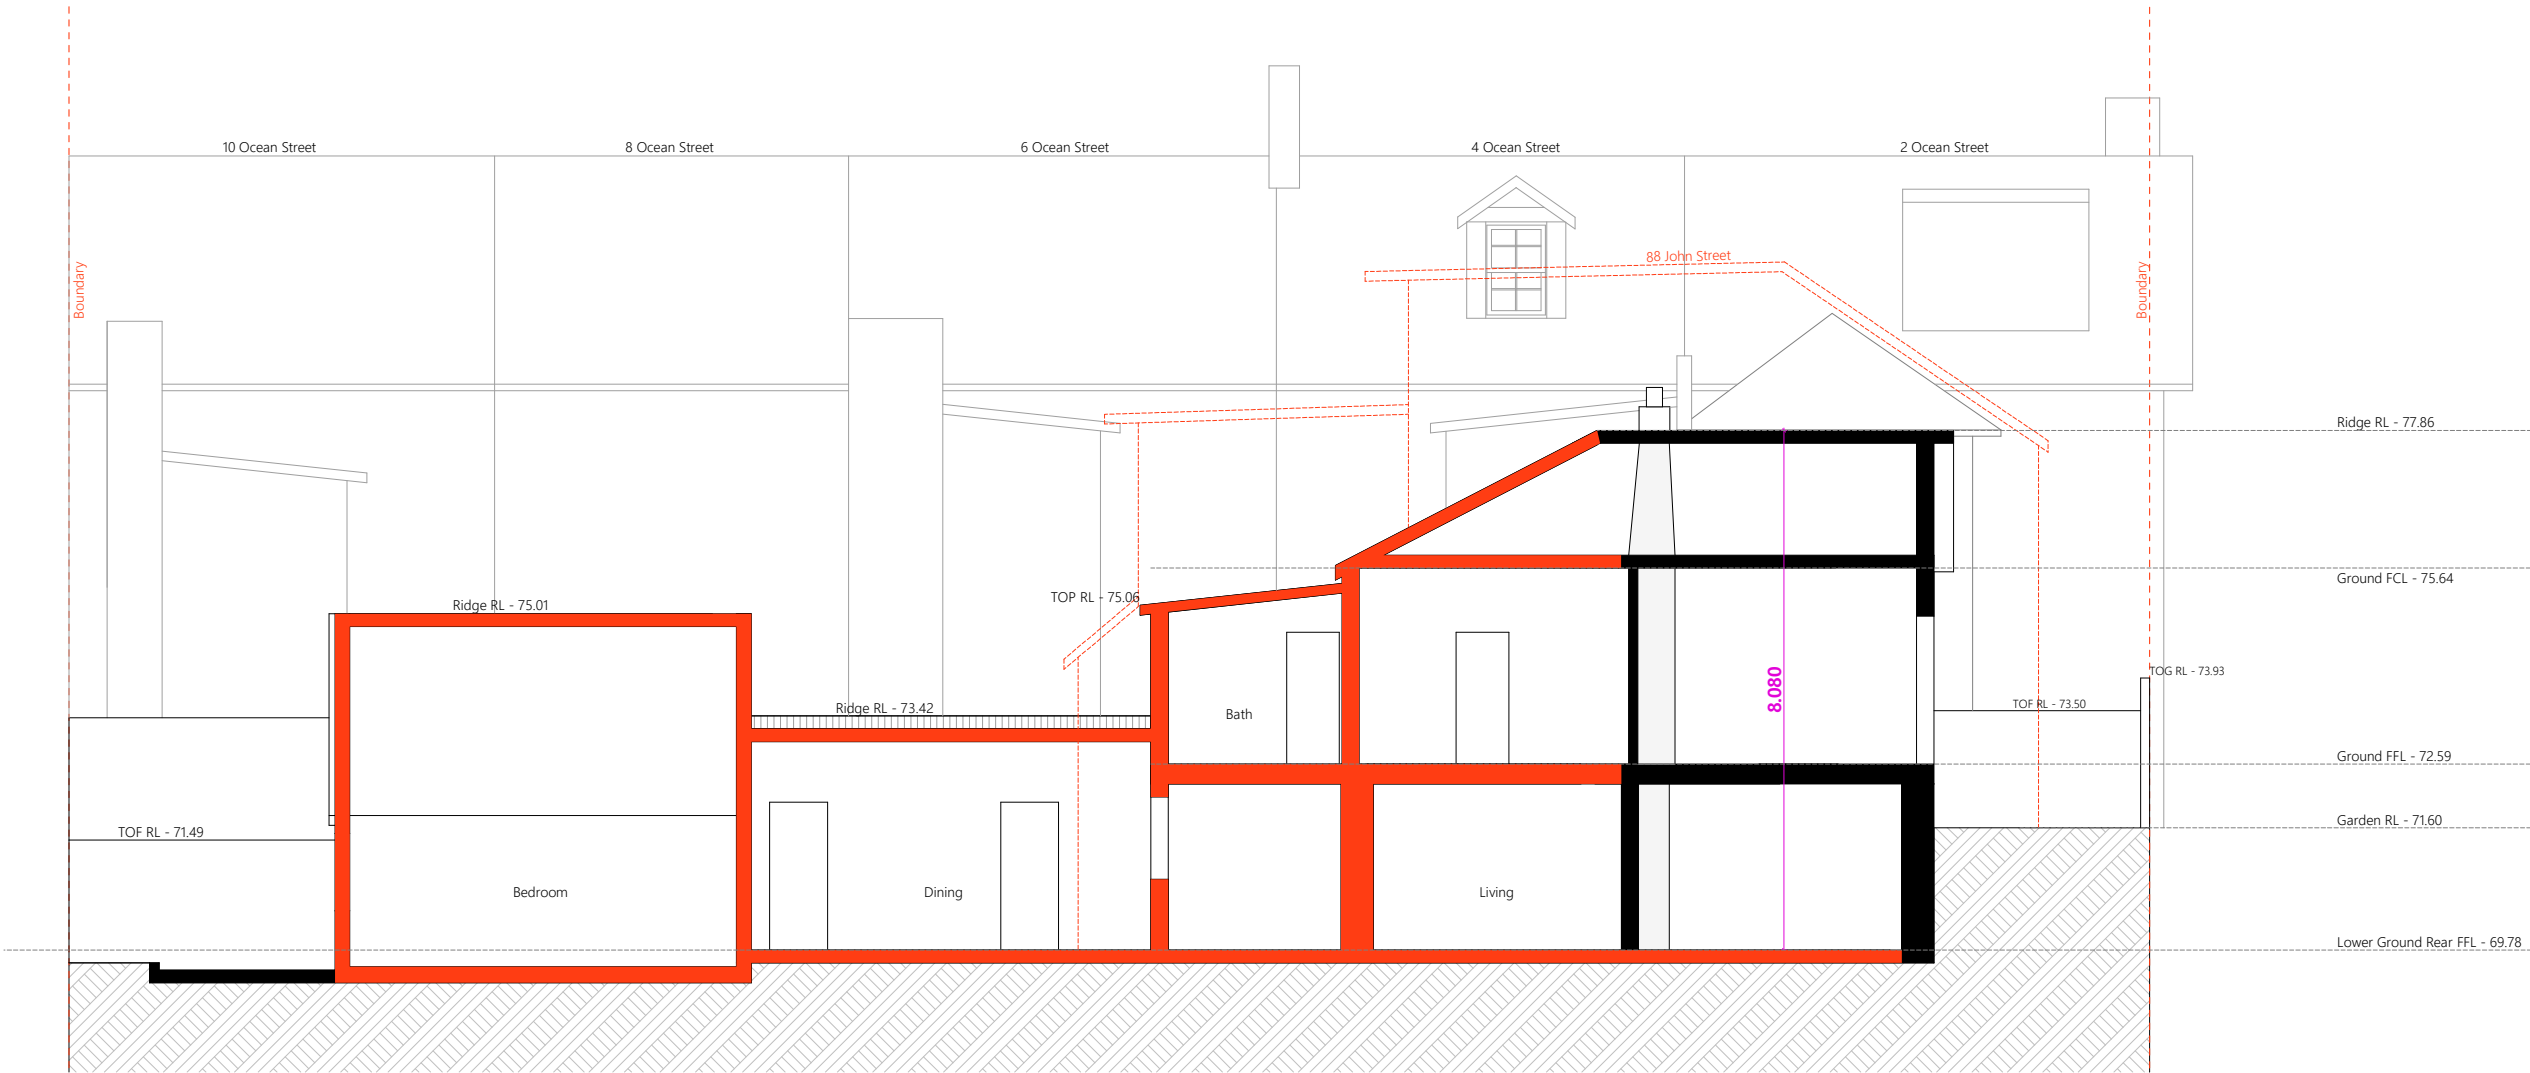 10 Ocean Street
8 Ocean Street
6 Ocean Street
4 Ocean Street
2 Ocean Street
88 John Street
Boundary
Boundary
Ridge RL - 77.86
Ground FCL - 75.64
Ridge RL - 75.01
TOP RL - 75.06
TOG RL - 73.93
8.080
TOF RL - 73.50
Ridge RL - 73.42
Bath
Ground FFL - 72.59
Garden RL - 71.60
TOF RL - 71.49
Bedroom
Dining
Living
Lower Ground Rear FFL - 69.78